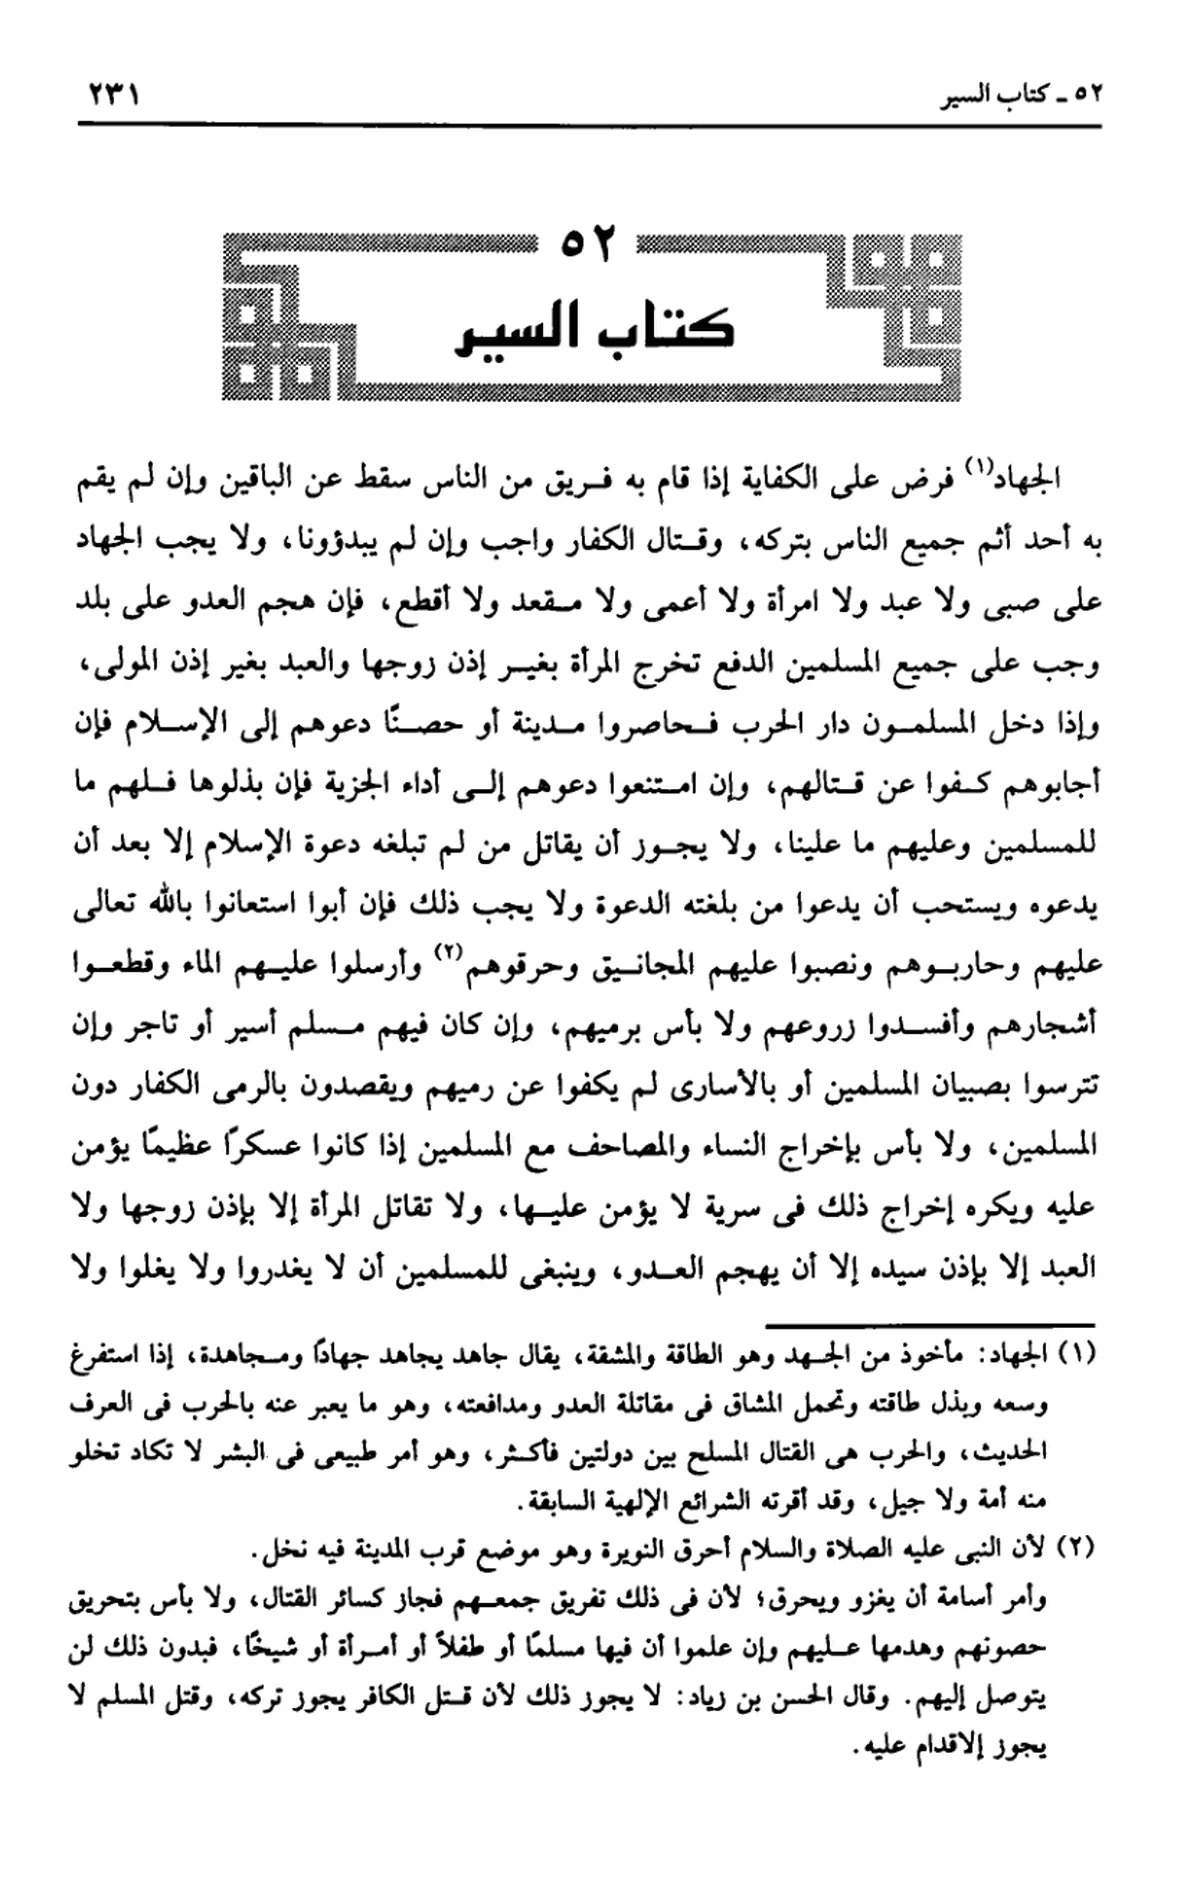 ٥٢ ـ كتاب السير
٢٣١
٥٢
كتاب السير
الجهاد(١) فرض على الكفاية إذا قام به فريق من الناس سقط عن الباقين وإن لم يقم
به أحد أثم جميع الناس بتركه، وقتال الكفار واجب وإن لم يبدؤونا، ولا يجب الجهاد
على صبى ولا عبد ولا امرأة ولا أعمى ولا مقعد ولا أقطع، فإن هجم العدو على بلد
وجب على جميع المسلمين الدفع تخرج المرأة بغير إذن زوجها والعبد بغير إذن المولى،
وإذا دخل المسلمون دار الحرب فحاصروا مدينة أو حصنًا دعوهم إلى الإسلام فإن
أجابوهم كفوا عن قتالهم، وإن امتنعوا دعوهم إلى أداء الجزية فإن بذلوها فلهم ما
للمسلمين وعليهم ما علينا، ولا يجوز أن يقاتل من لم تبلغه دعوة الإسلام إلا بعد أن
يدعوه ويستحب أن يدعوا من بلغته الدعوة ولا يجب ذلك فإن أبوا استعانوا بالله تعالى
عليهم وحاربوهم ونصبوا عليهم المجانيق وحرقوهم(٢) وأرسلوا عليهم الماء وقطعوا
أشجارهم وأفسدوا زروعهم ولا بأس برميهم، وإن كان فيهم مسلم أسير أو تاجر وإن
تترسوا بصبيان المسلمين أو بالأسارى لم يكفوا عن رميهم ويقصدون بالرمى الكفار دون
المسلمين، ولا بأس بإخراج النساء والمصاحف مع المسلمين إذا كانوا عسكرًا عظيمًا يؤمن
عليه ويكره إخراج ذلك فى سرية لا يؤمن عليها، ولا تقاتل المرأة إلا بإذن زوجها ولا
العبد إلا بإذن سيده إلا أن يهجم العدو، وينبغى للمسلمين أن لا يغدروا ولا يغلوا ولا
(١) الجهاد: مأخوذ من الجهد وهو الطاقة والمشقة، يقال جاهد يجاهد جهادًا ومجاهدة، إذا استفرغ
وسعه وبذل طاقته وتحمل المشاق فى مقاتلة العدو ومدافعته، وهو ما يعبر عنه بالحرب فى العرف
الحديث، والحرب هى القتال المسلح بين دولتين فأكثر، وهو أمر طبيعى فى البشر لا تكاد تخلو
منه أمة ولا جيل، وقد أقرته الشرائع الإلهية السابقة.
(٢) لأن النبى عليه الصلاة والسلام أحرق النويرة وهو موضع قرب المدينة فيه نخل.
وأمر أسامة أن يغزو ويحرق؛ لأن فى ذلك تفريق جمعهم فجاز كسائر القتال، ولا بأس بتحريق
حصونهم وهدمها عليهم وإن علموا أن فيها مسلمًا أو طفلاً أو أمرأة أو شيخًا، فبدون ذلك لن
يتوصل إليهم. وقال الحسن بن زياد: لا يجوز ذلك لأن قتل الكافر يجوز تركه، وقتل المسلم لا
يجوز الإقدام عليه.